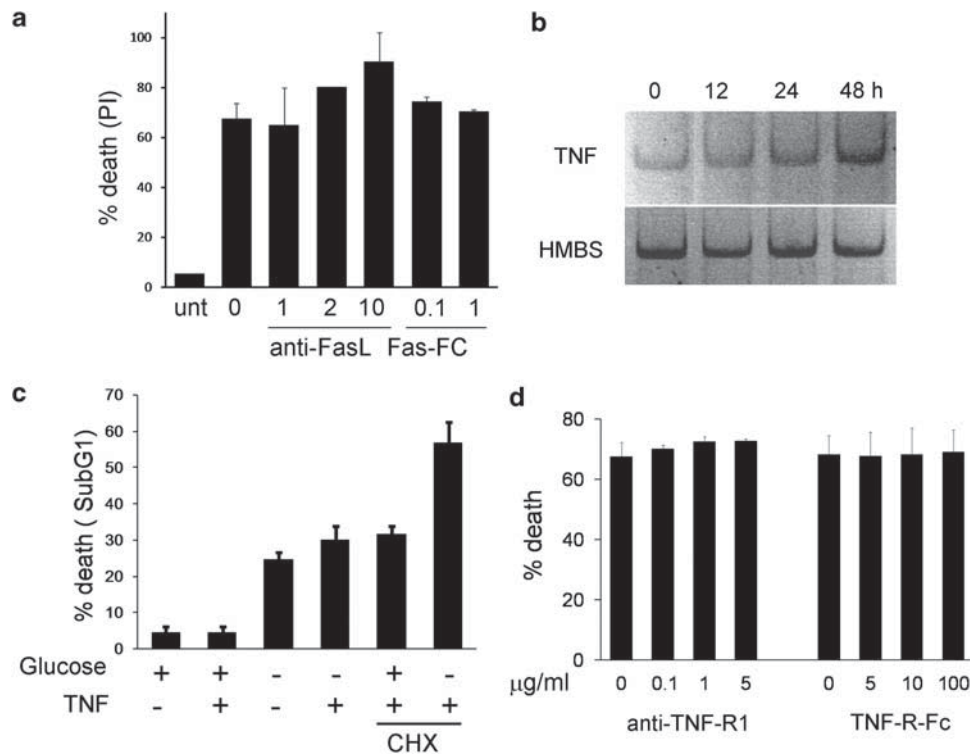 a
% death (PI)
100
80
60
40
20
0
unt 0 1 2 10 0.1 1
anti-FasL Fas-FC
b
0 12 24 48 h
TNF
HMBS
c
% death ( SubG1)
70
60
50
40
30
20
10
0
Glucose + + - - + -
TNF - + - + + +
CHX
d
% death
80
60
40
20
0
μg/ml 0 0.1 1 5 0 5 10 100
anti-TNF-R1 TNF-R-Fc